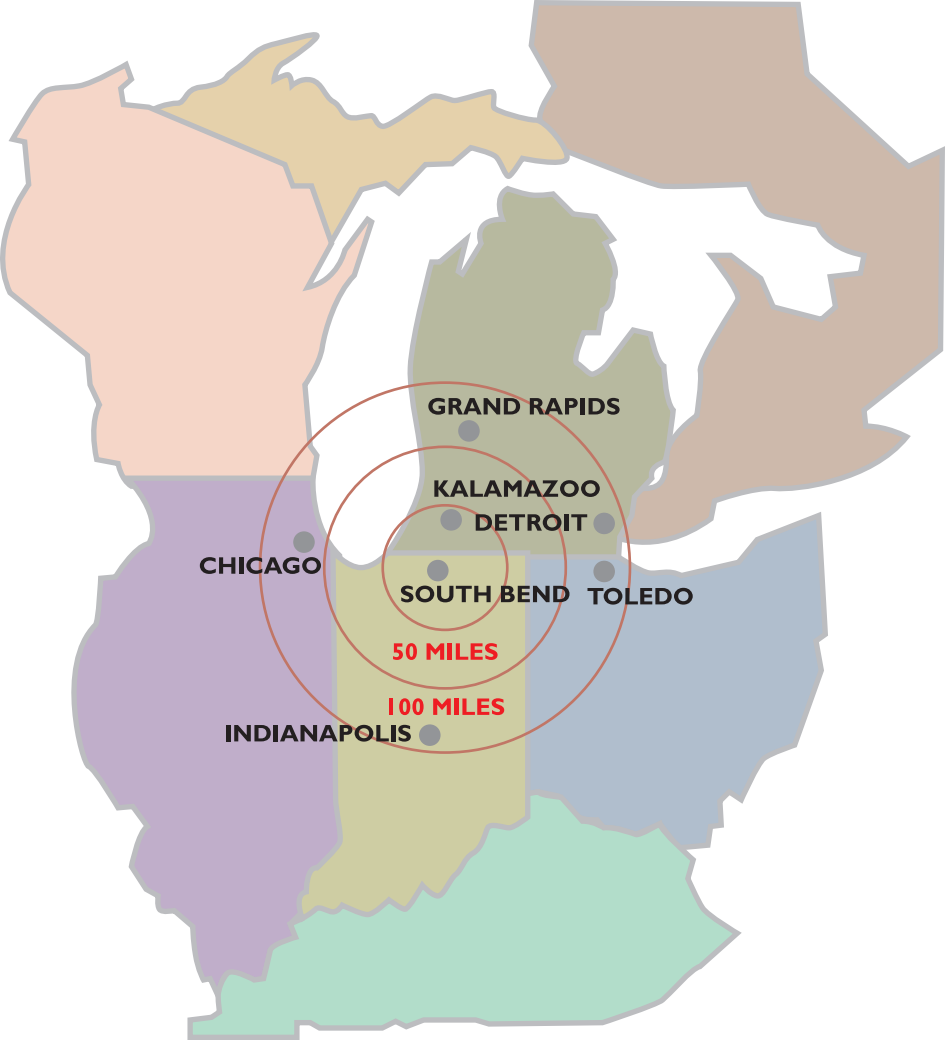 GRAND RAPIDS
KALAMAZOO
DETROIT
CHICAGO
SOUTH BEND
TOLEDO
50 MILES
100 MILES
INDIANAPOLIS